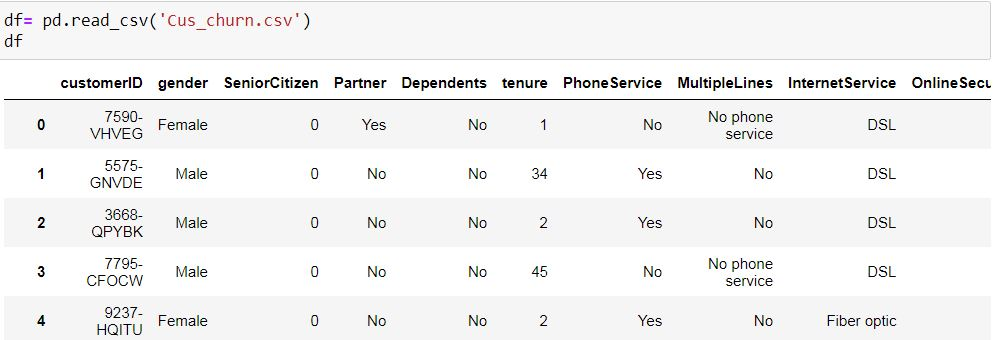 df= pd.read_csv('Cus_churn.csv')
df
customerID gender SeniorCitizen Partner Dependents tenure PhoneService MultipleLines InternetService OnlineSecu
0 7590-VHVEG Female 0 Yes No 1 No No phone service DSL
1 5575-GNVDE Male 0 No No 34 Yes No DSL
2 3668-QPYBK Male 0 No No 2 Yes No DSL
3 7795-CFOCW Male 0 No No 45 No No phone service DSL
4 9237-HQITU Female 0 No No 2 Yes No Fiber optic